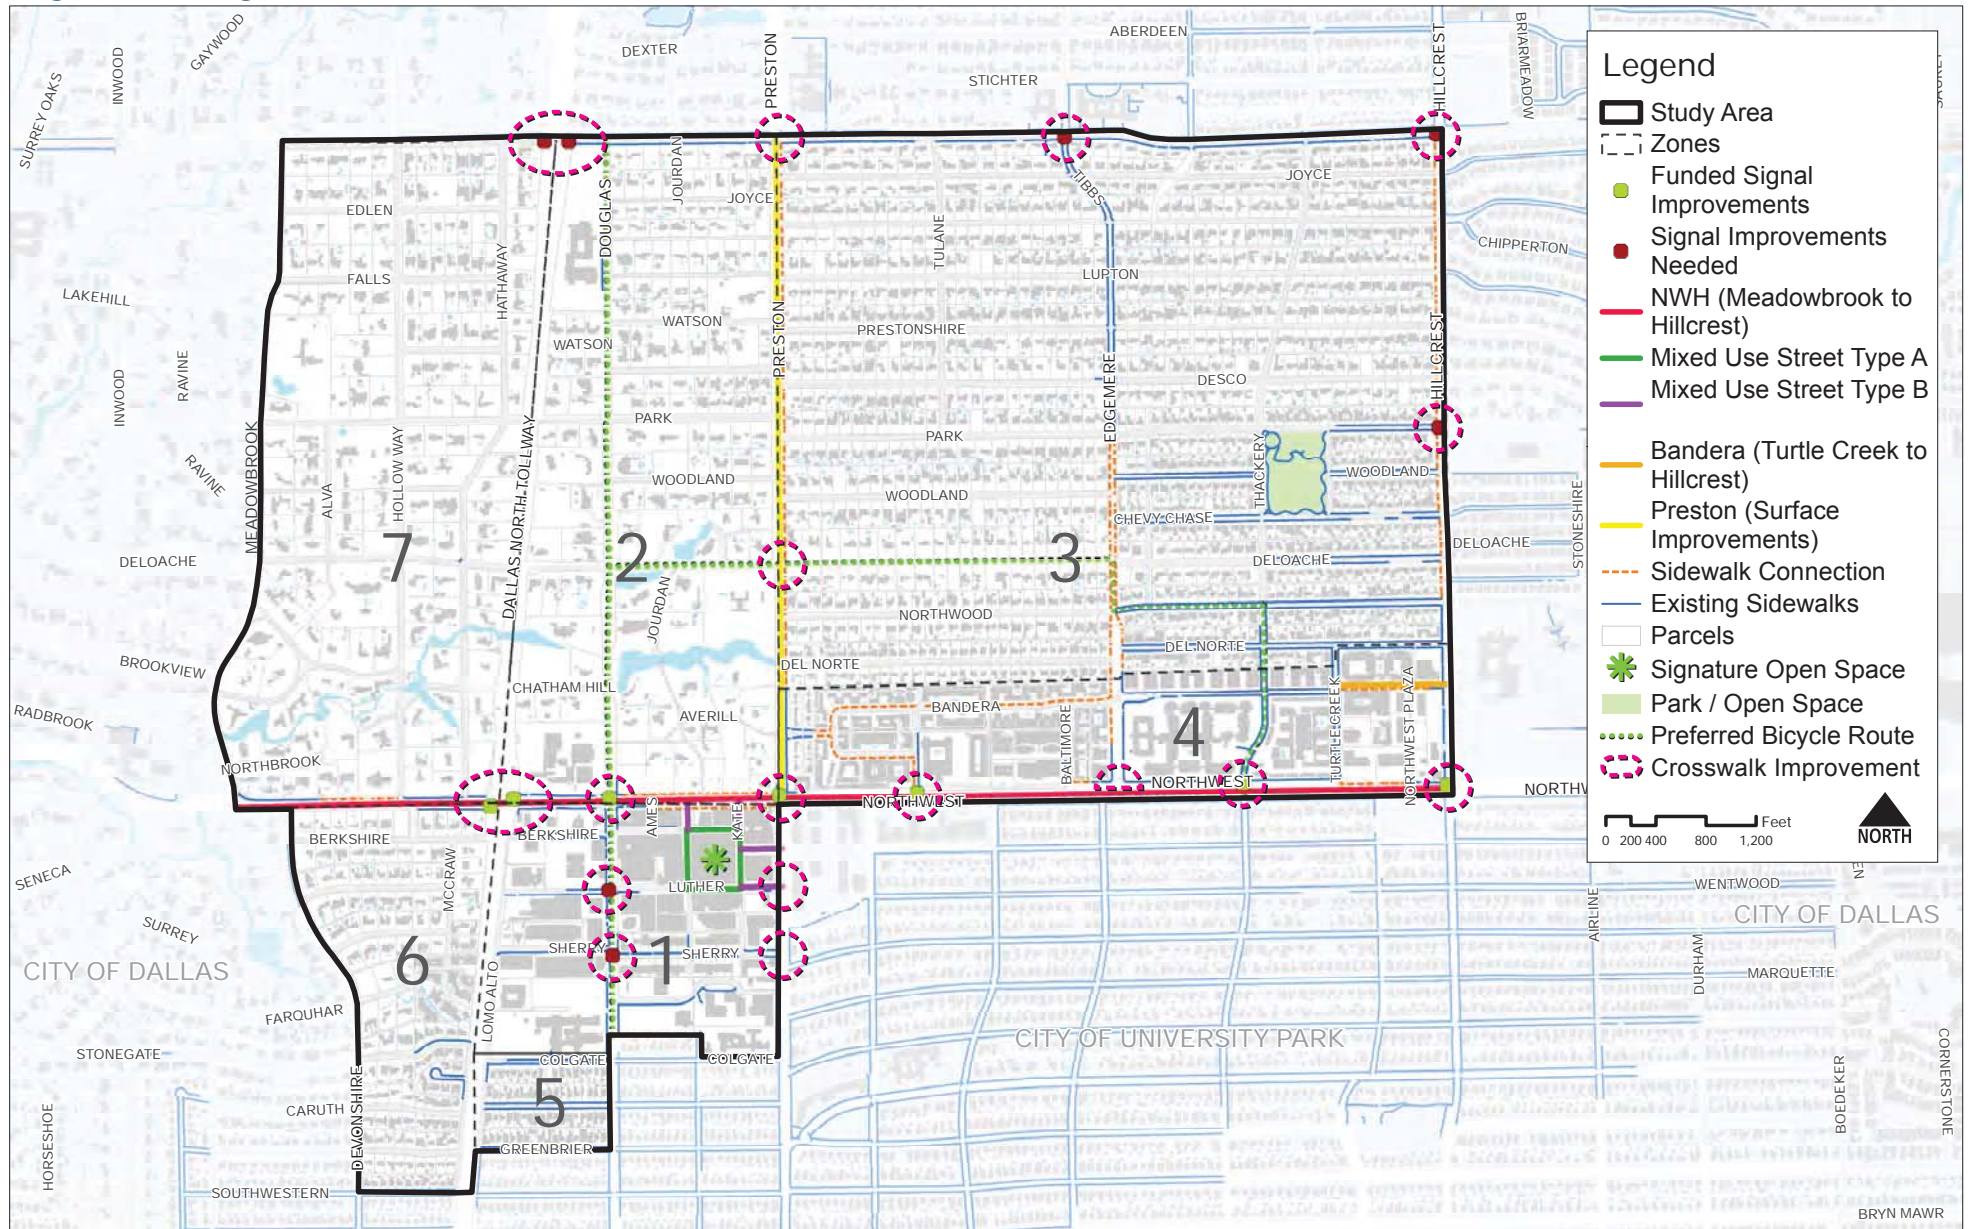 GAYWOOD
INWOOD
SURREY OAKS
DEXTER
PRESTON
STICHTER
ABERDEEN
HILLCREST
BRIARMEADOW
JOURDAN
JOYCE
TIBBS
JOYCE
EDLEN
DOUGLAS
TULANE
CHIPPERTON
HATHAWAY
FALLS
LUPTON
LAKEHILL
WATSON
WATSON
PRESTON
PRESTONSHIRE
HILLCREST
RAVINE
INWOOD
DESCO
EDGEMERE
PARK
PARK
MEADOWBROOK
HOLLOW WAY
DALLAS NORTH TOLLWAY
THACKERY
WOODLAND
RAVINE
WOODLAND
WOODLAND
ALVA
CHEVY CHASE
STONESHIRE
DELOACHE
7
2
3
DELOACHE
DELOACHE
JOURDAN
NORTHWOOD
BROOKVIEW
DEL NORTE
DEL NORTE
CHATHAM HILL
RADBROOK
AVERILL
BANDERA
BALTIMORE
4
TURTLE CREEK
NORTHWEST PLAZA
NORTHBROOK
NORTHWEST
NORTHWEST
NORTHW
BERKSHIRE
BERKSHIRE
AMES
KATE
SENECA
MCCRAW
LUTHER
WENTWOOD
SURREY
AIRLINE
CITY OF DALLAS
CITY OF DALLAS
6
SHERRY
1
SHERRY
DURHAM
MARQUETTE
LOMO ALTO
FARQUHAR
CITY OF UNIVERSITY PARK
STONEGATE
COLGATE
COLGATE
DEVONSHIRE
CARUTH
5
HORSESHOE
GREENBRIER
SOUTHWESTERN
BOEDEKER
CORNERSTONE
BRYN MAWR
Legend
Study Area
Zones
Funded Signal
Improvements
Signal Improvements
Needed
NWH (Meadowbrook to
Hillcrest)
Mixed Use Street Type A
Mixed Use Street Type B
Bandera (Turtle Creek to
Hillcrest)
Preston (Surface
Improvements)
Sidewalk Connection
Existing Sidewalks
Parcels
Signature Open Space
Park / Open Space
Preferred Bicycle Route
Crosswalk Improvement
Feet
0 200 400 800 1,200
NORTH